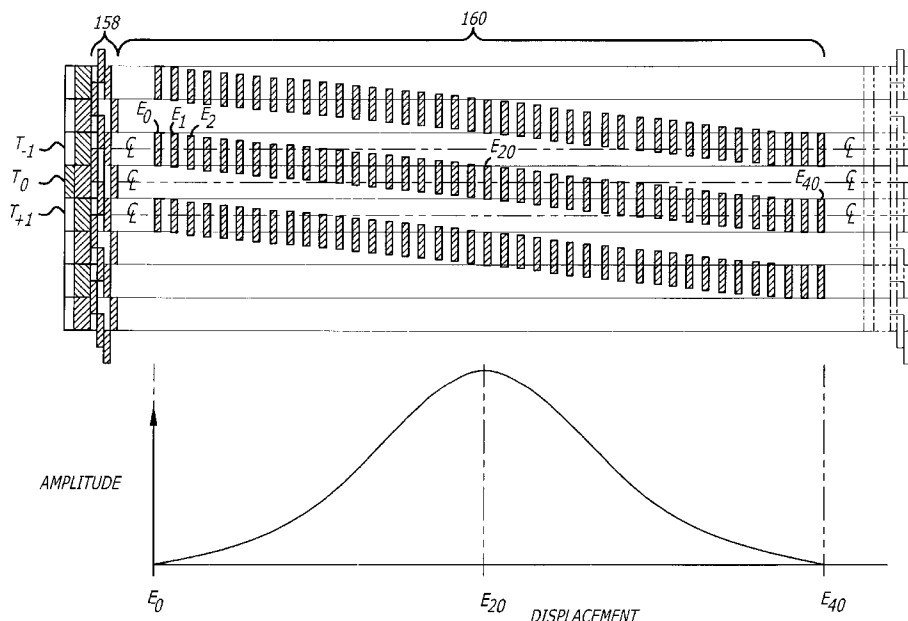 158
160
E0 E1 E2
T-1 ℄ ℄
E20
T0 ℄ ℄
E40
T+1 ℄ ℄
AMPLITUDE
E0 E20 E40
DISPLACEMENT